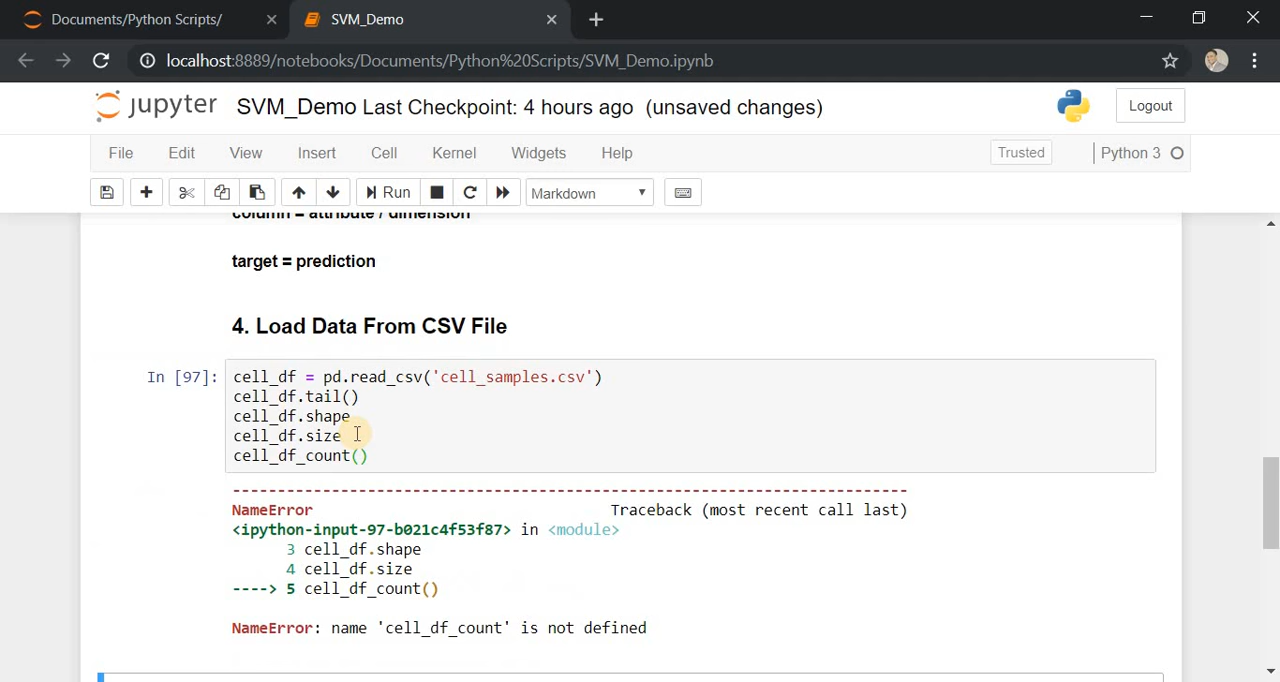 Documents/Python Scripts/
SVM_Demo
localhost:8889/notebooks/Documents/Python%20Scripts/SVM_Demo.ipynb
jupyter SVM_Demo Last Checkpoint: 4 hours ago (unsaved changes)
Logout
File Edit View Insert Cell Kernel Widgets Help
Trusted
Python 3
Run
Markdown
column = attribute / dimension
target = prediction
4. Load Data From CSV File
In [97]:
cell_df = pd.read_csv('cell_samples.csv')
cell_df.tail()
cell_df.shape
cell_df.size
cell_df_count()
---------------------------------------------------------------------------
NameError Traceback (most recent call last)
<ipython-input-97-b021c4f53f87> in <module>
3 cell_df.shape
4 cell_df.size
----> 5 cell_df_count()
NameError: name 'cell_df_count' is not defined